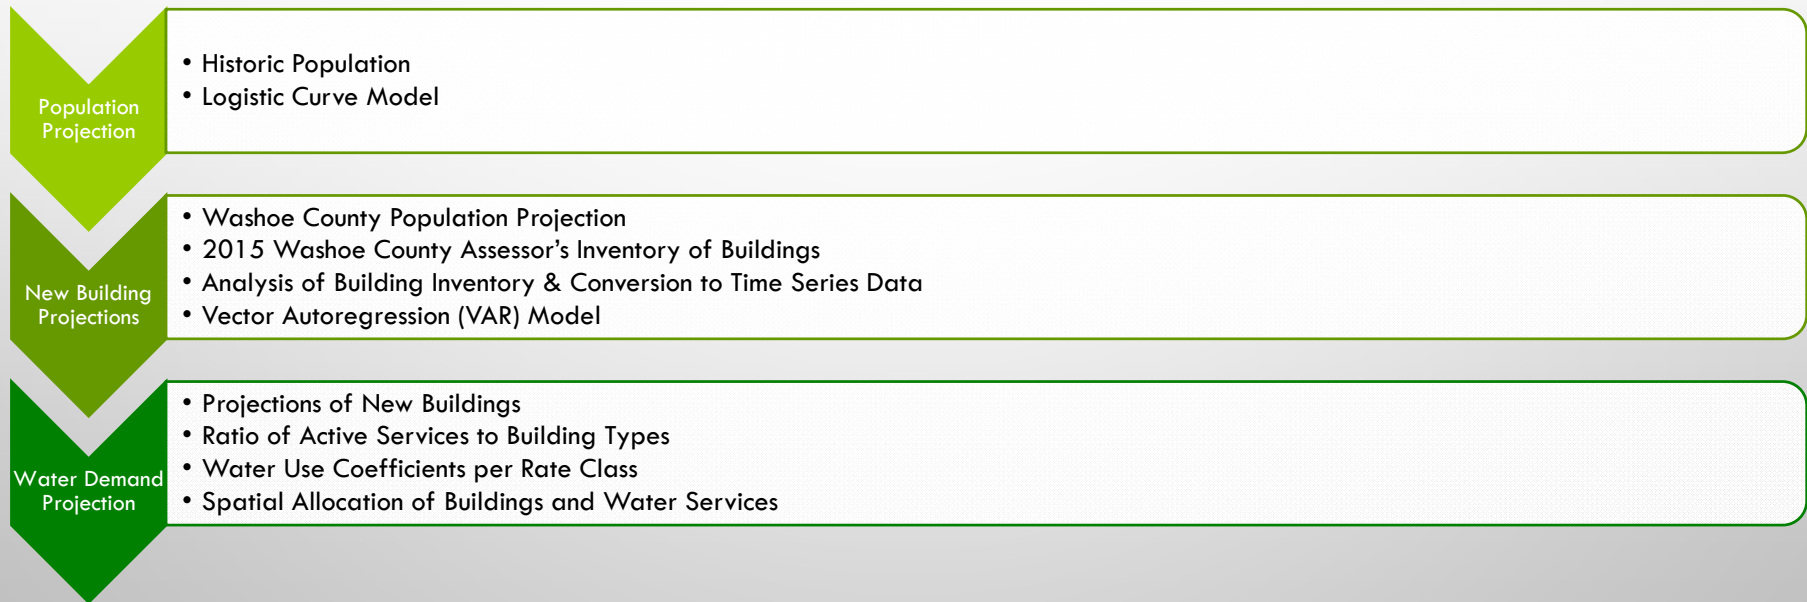 Population
Projection
• Historic Population
• Logistic Curve Model
New Building
Projections
• Washoe County Population Projection
• 2015 Washoe County Assessor’s Inventory of Buildings
• Analysis of Building Inventory & Conversion to Time Series Data
• Vector Autoregression (VAR) Model
Water Demand
Projection
• Projections of New Buildings
• Ratio of Active Services to Building Types
• Water Use Coefficients per Rate Class
• Spatial Allocation of Buildings and Water Services